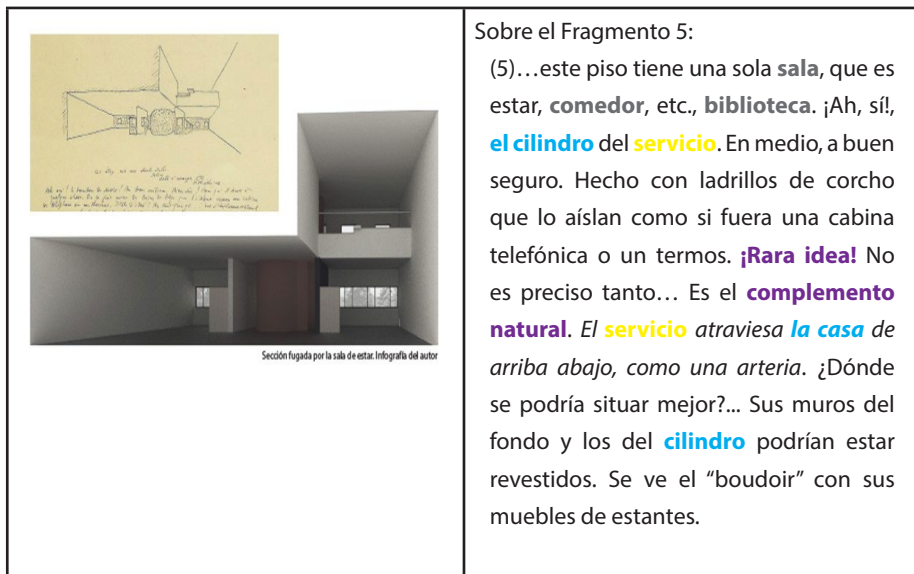 Sección fugada por la sala de estar. Infografía del autor
Sobre el Fragmento 5:
(5)…este piso tiene una sola sala, que es
estar, comedor, etc., biblioteca. ¡Ah, sí!,
el cilindro del servicio. En medio, a buen
seguro. Hecho con ladrillos de corcho
que lo aíslan como si fuera una cabina
telefónica o un termos. ¡Rara idea! No
es preciso tanto… Es el complemento
natural. El servicio atraviesa la casa de
arriba abajo, como una arteria. ¿Dónde
se podría situar mejor?... Sus muros del
fondo y los del cilindro podrían estar
revestidos. Se ve el “boudoir” con sus
muebles de estantes.